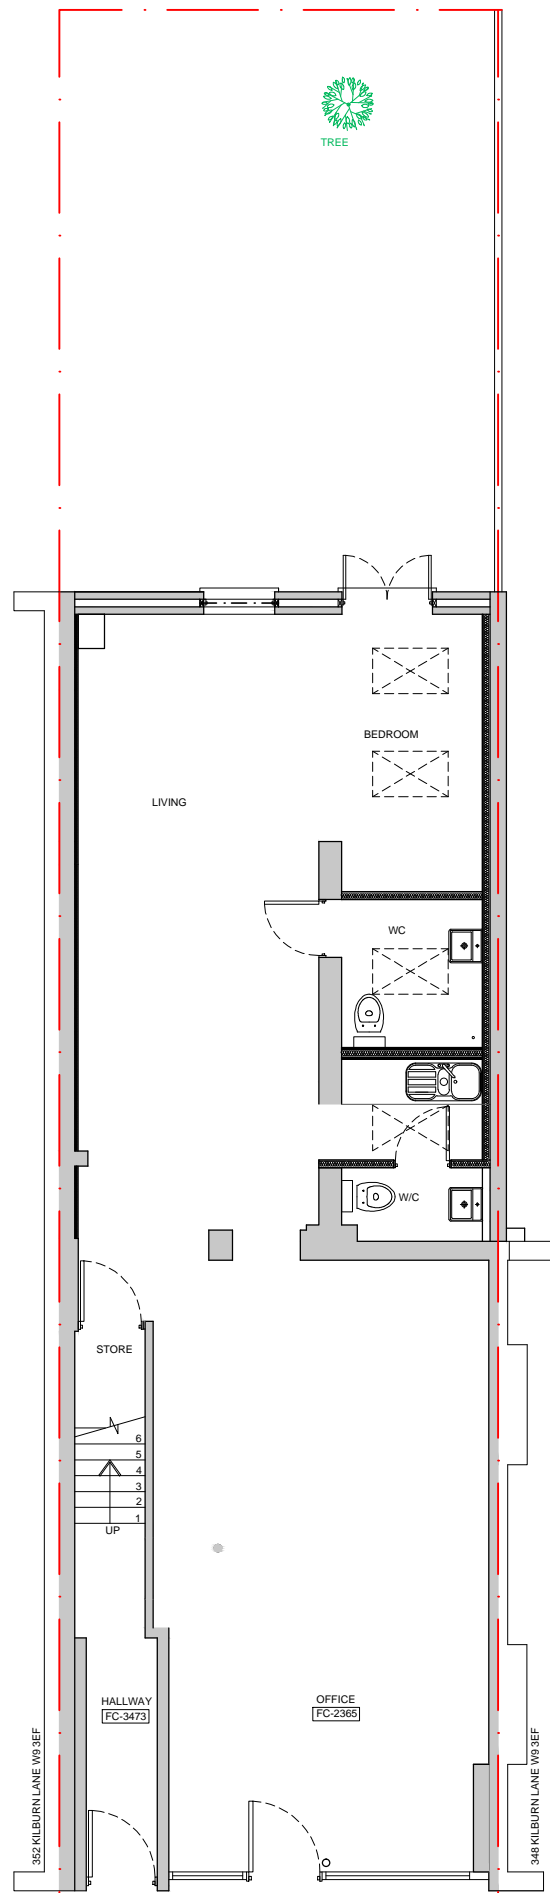 TREE
BEDROOM
LIVING
WC
W/C
STORE
6
5
4
3
2
1
UP
HALLWAY
FC-3473
OFFICE
FC-2365
352 KILBURN LANE W9 3EF
348 KILBURN LANE W9 3EF